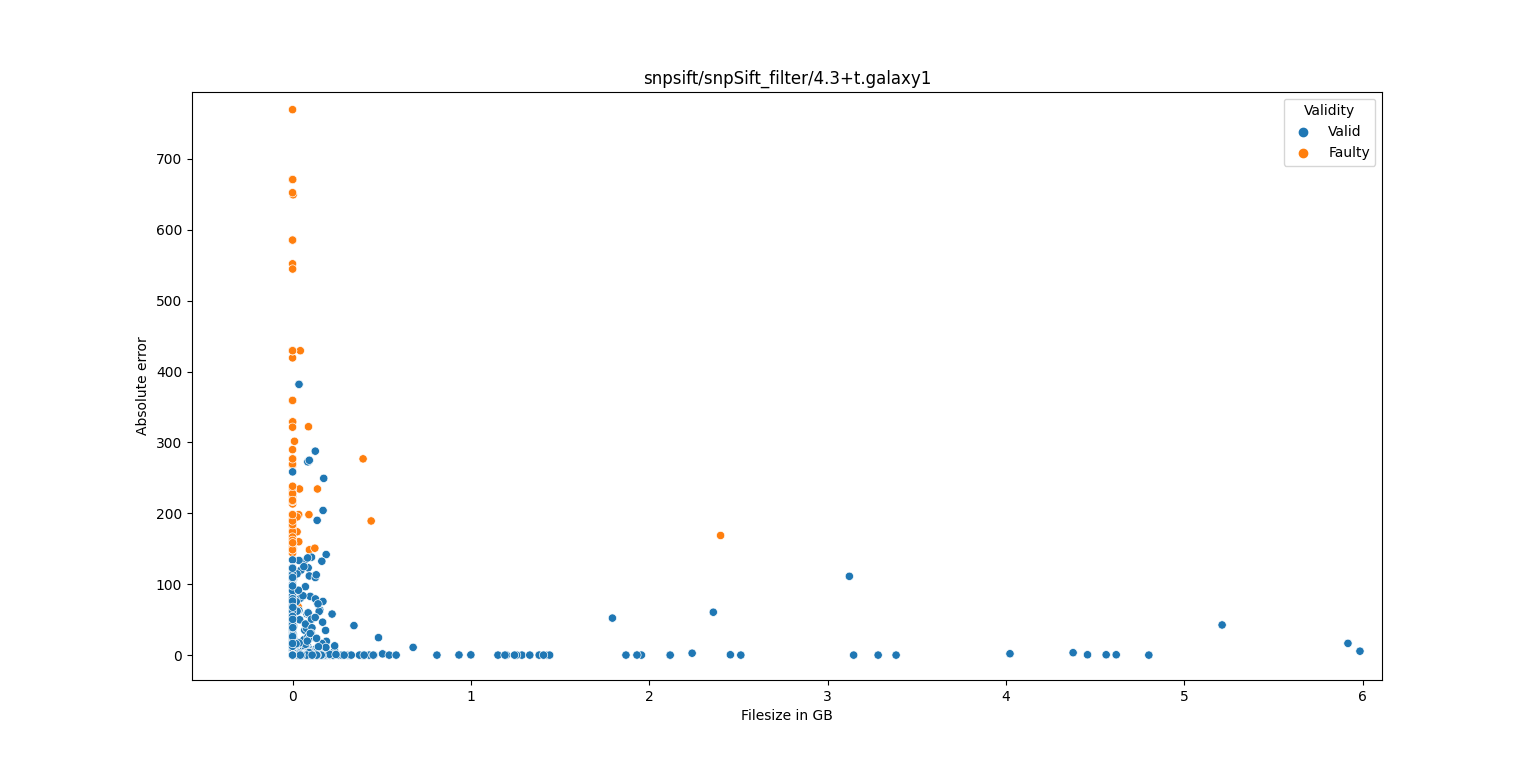 snpsift/snpSift_filter/4.3+t.galaxy1
Validity
Valid
Faulty
Absolute error
700
600
500
400
300
200
100
0
0 1 2 3 4 5 6
Filesize in GB